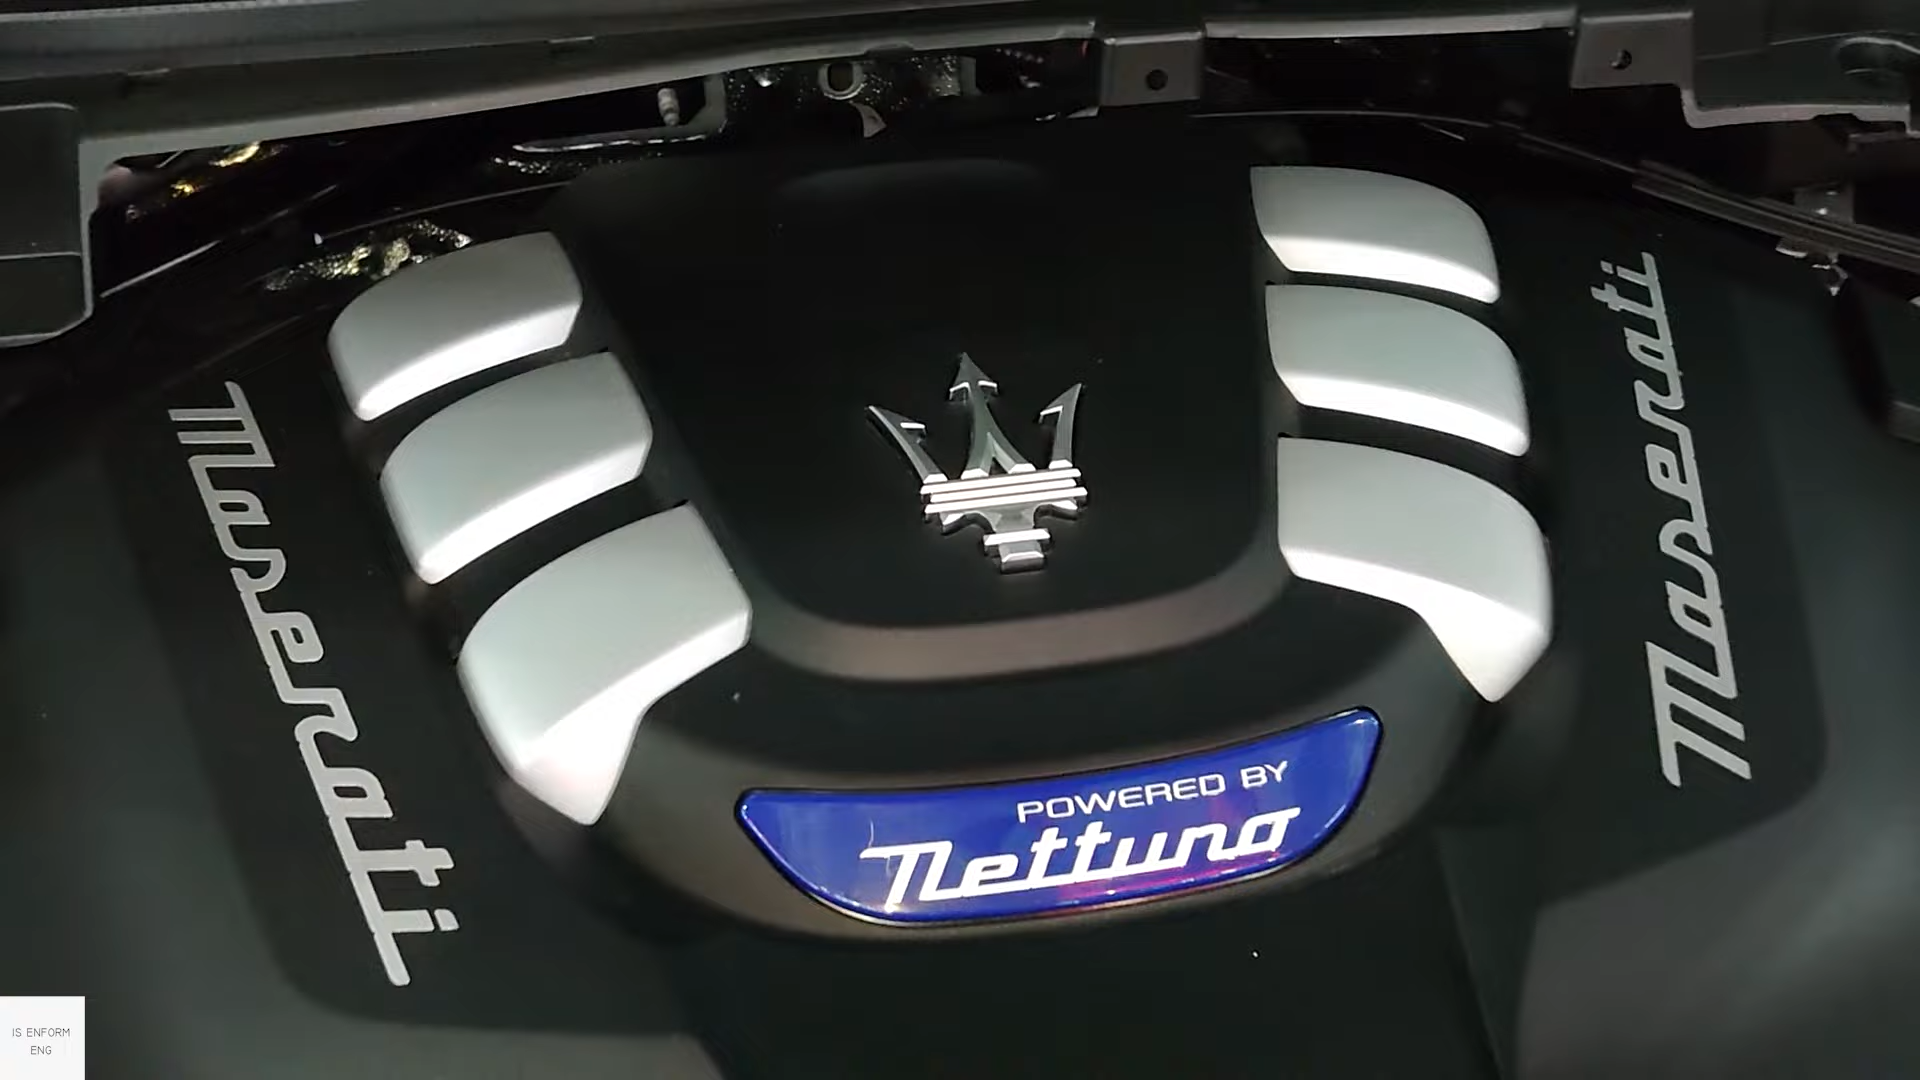 Maserati
Maserati
POWERED BY
Nettuno
IS ENFORM
ENG